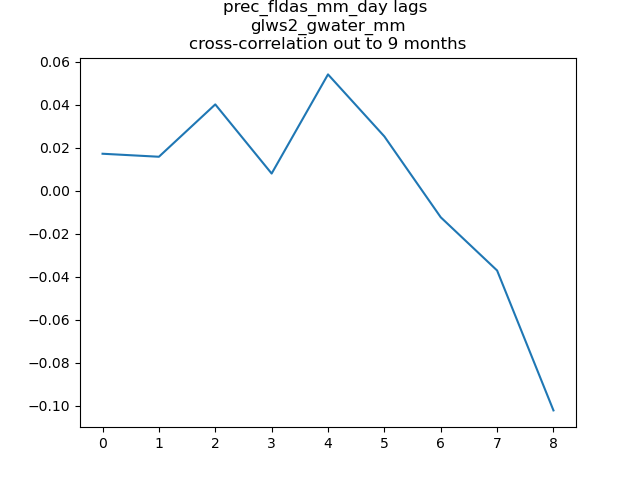 prec_fldas_mm_day lags
glws2_gwater_mm
cross-correlation out to 9 months
0.06
0.04
0.02
0.00
−0.02
−0.04
−0.06
−0.08
−0.10
0 1 2 3 4 5 6 7 8